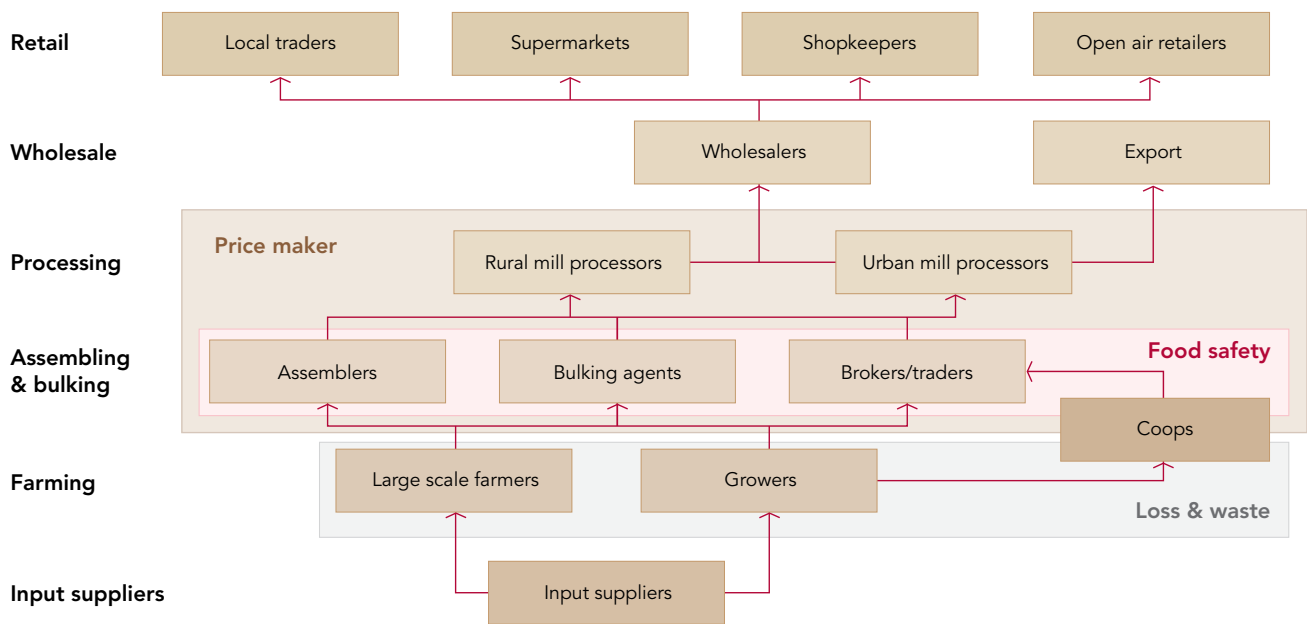 Retail
Local traders
Supermarkets
Shopkeepers
Open air retailers
Wholesale
Wholesalers
Export
Price maker
Processing
Rural mill processors
Urban mill processors
Assembling
& bulking
Assemblers
Bulking agents
Brokers/traders
Food safety
Coops
Farming
Large scale farmers
Growers
Loss & waste
Input suppliers
Input suppliers